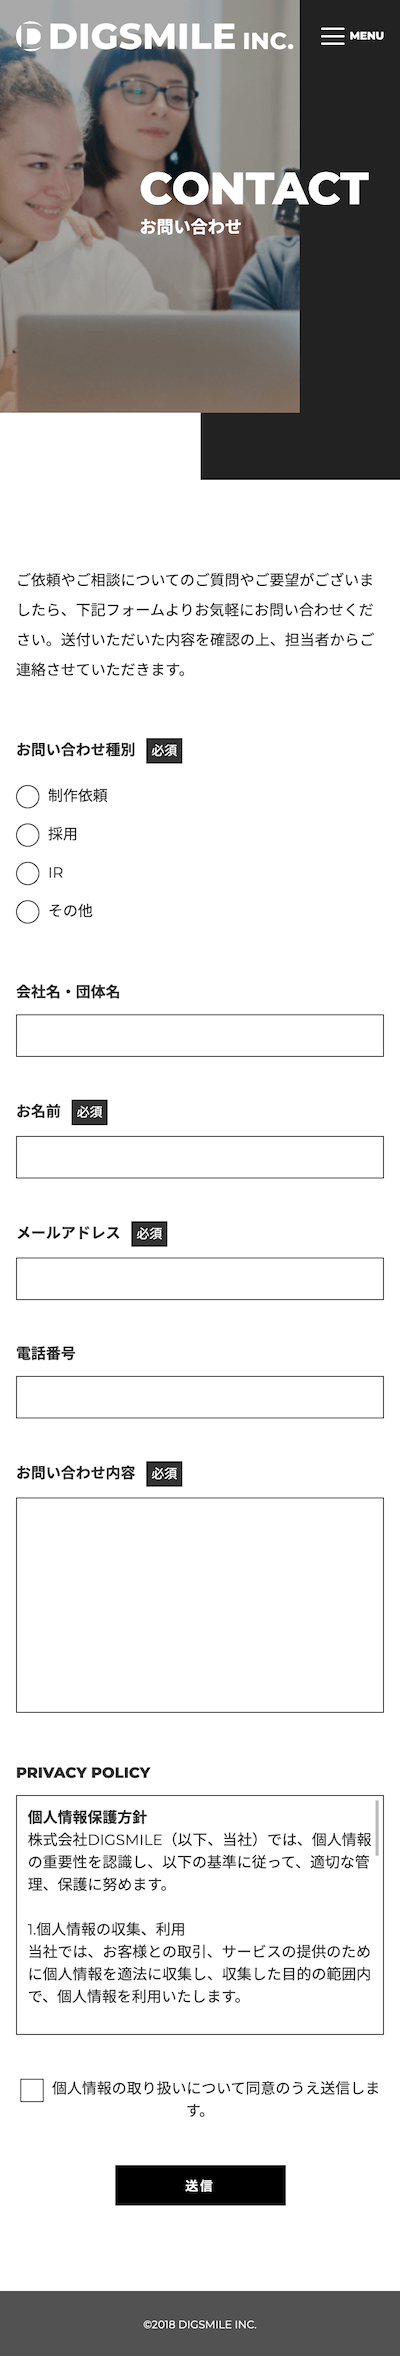 DIGSMILE INC.
MENU
CONTACT
お問い合わせ
ご依頼やご相談についてのご質問やご要望がございま
したら、下記フォームよりお気軽にお問い合わせくだ
さい。送付いただいた内容を確認の上、担当者からご
連絡させていただきます。
お問い合わせ種別 必須
制作依頼
採用
IR
その他
会社名・団体名
お名前 必須
メールアドレス 必須
電話番号
お問い合わせ内容 必須
PRIVACY POLICY
個人情報保護方針
株式会社DIGSMILE（以下、当社）では、個人情報
の重要性を認識し、以下の基準に従って、適切な管
理、保護に努めます。
1.個人情報の収集、利用
当社では、お客様との取引、サービスの提供のため
に個人情報を適法に収集し、収集した目的の範囲内
で、個人情報を利用いたします。
個人情報の取り扱いについて同意のうえ送信しま
す。
送信
©2018 DIGSMILE INC.